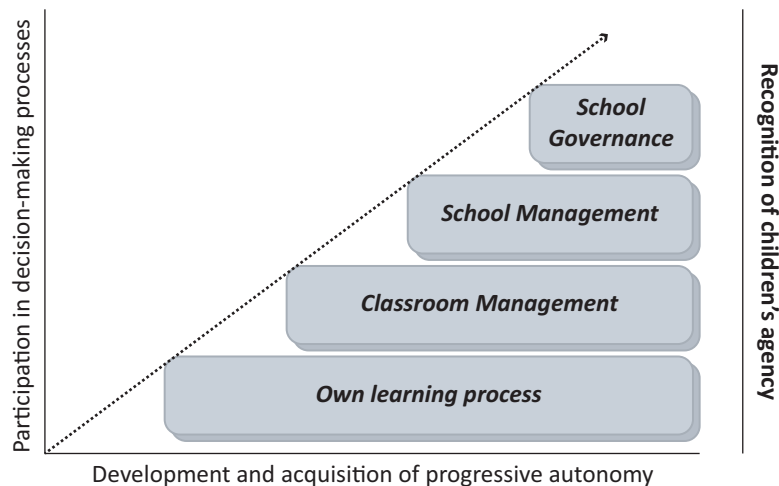 Participation in decision-making processes
School
Governance
School Management
Classroom Management
Own learning process
Development and acquisition of progressive autonomy
Recognition of children's agency